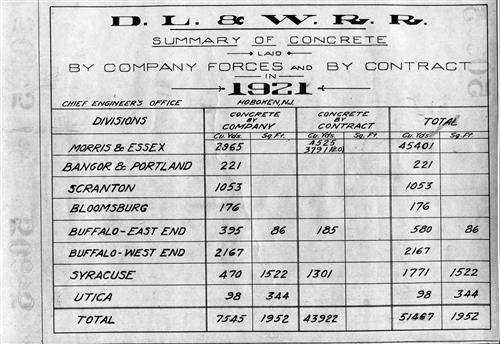 D. L. & W. R. R.
SUMMARY OF CONCRETE
LAID
BY COMPANY FORCES AND BY CONTRACT
IN
1921
CHIEF ENGINEER'S OFFICE HOBOKEN, N.J.
DIVISIONS CONCRETE BY COMPANY CONCRETE BY CONTRACT TOTAL
Cu. Yds. Sq. Ft. Cu. Yds. Sq. Ft. Cu. Yds. Sq. Ft.
MORRIS & ESSEX 2965 4525 37911 45401
BANGOR & PORTLAND 221 221
SCRANTON 1053 1053
BLOOMSBURG 176 176
BUFFALO-EAST END 395 86 185 580 86
BUFFALO-WEST END 2167 2167
SYRACUSE 470 1522 1301 1771 1522
UTICA 98 344 98 344
TOTAL 7545 1952 43922 51467 1952